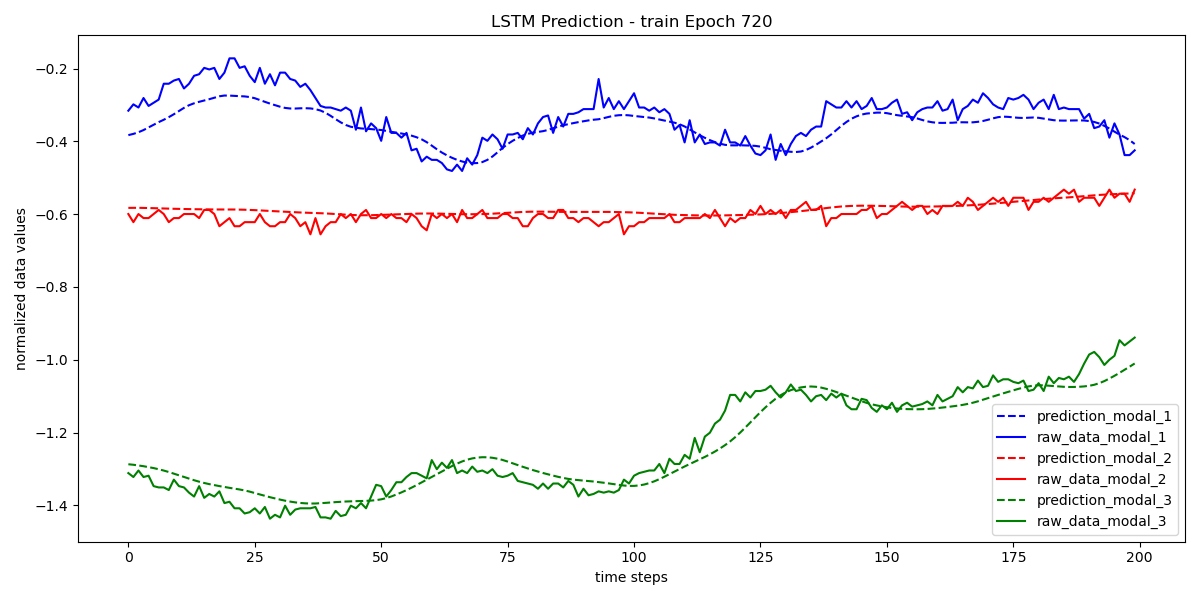 LSTM Prediction - train Epoch 720
normalized data values
−0.2
−0.4
−0.6
−0.8
−1.0
−1.2
−1.4
prediction_modal_1
raw_data_modal_1
prediction_modal_2
raw_data_modal_2
prediction_modal_3
raw_data_modal_3
0 25 50 75 100 125 150 175 200
time steps